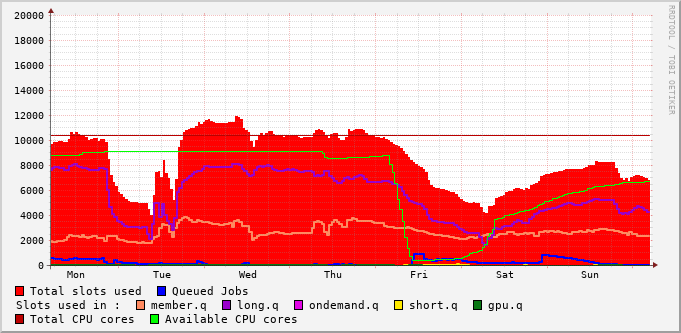 RRDTOOL / TOBI OETIKER
20000
18000
16000
14000
12000
10000
8000
6000
4000
2000
0
Mon Tue Wed Thu Fri Sat Sun
Total slots used Queued Jobs
Slots used in : member.q long.q ondemand.q short.q gpu.q
Total CPU cores Available CPU cores